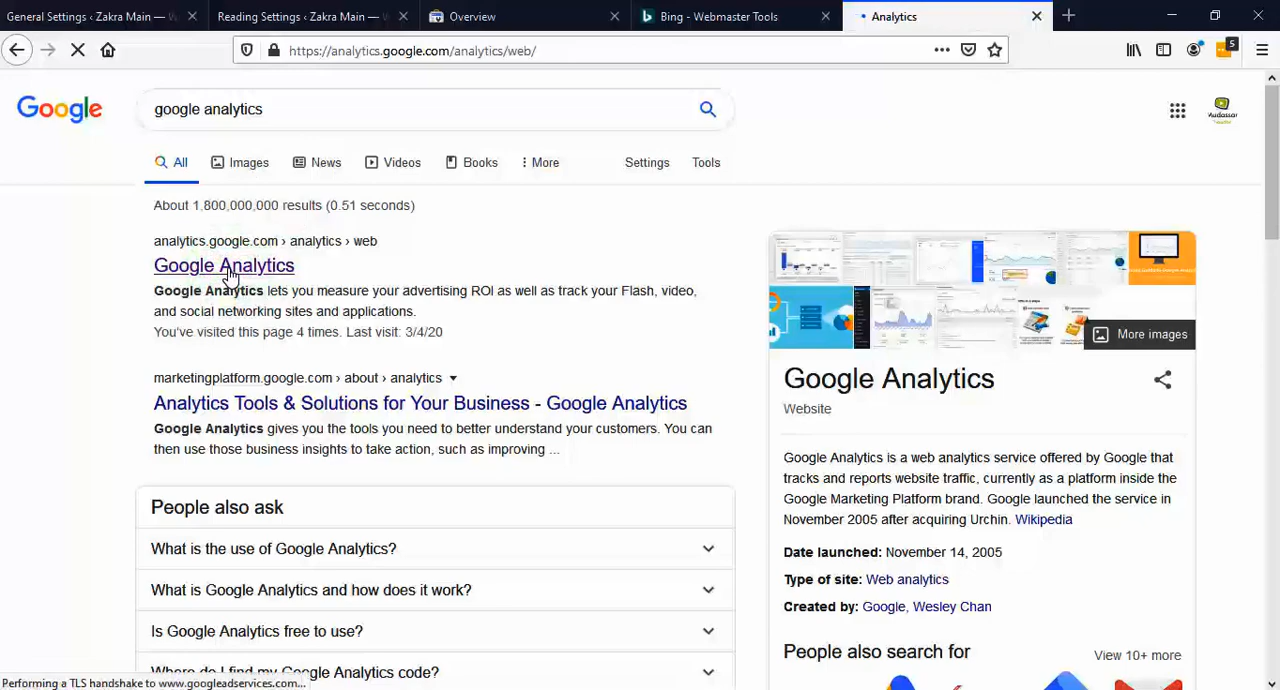 General Settings ‹ Zakra Main — W
Reading Settings ‹ Zakra Main — W
Overview
Bing - Webmaster Tools
Analytics
https://analytics.google.com/analytics/web/
5
Google
google analytics
Mudassar
All
Images
News
Videos
Books
More
Settings
Tools
About 1,800,000,000 results (0.51 seconds)
analytics.google.com › analytics › web
Google Analytics
Google Analytics lets you measure your advertising ROI as well as track your Flash, video,
and social networking sites and applications.
You've visited this page 4 times. Last visit: 3/4/20
marketingplatform.google.com › about › analytics
Analytics Tools & Solutions for Your Business - Google Analytics
Google Analytics gives you the tools you need to better understand your customers. You can
then use those business insights to take action, such as improving ...
People also ask
What is the use of Google Analytics?
What is Google Analytics and how does it work?
Is Google Analytics free to use?
Where do I find my Google Analytics code?
More images
Google Analytics
Website
Google Analytics is a web analytics service offered by Google that
tracks and reports website traffic, currently as a platform inside the
Google Marketing Platform brand. Google launched the service in
November 2005 after acquiring Urchin. Wikipedia
Date launched: November 14, 2005
Type of site: Web analytics
Created by: Google, Wesley Chan
People also search for
View 10+ more
Performing a TLS handshake to www.googleadservices.com...